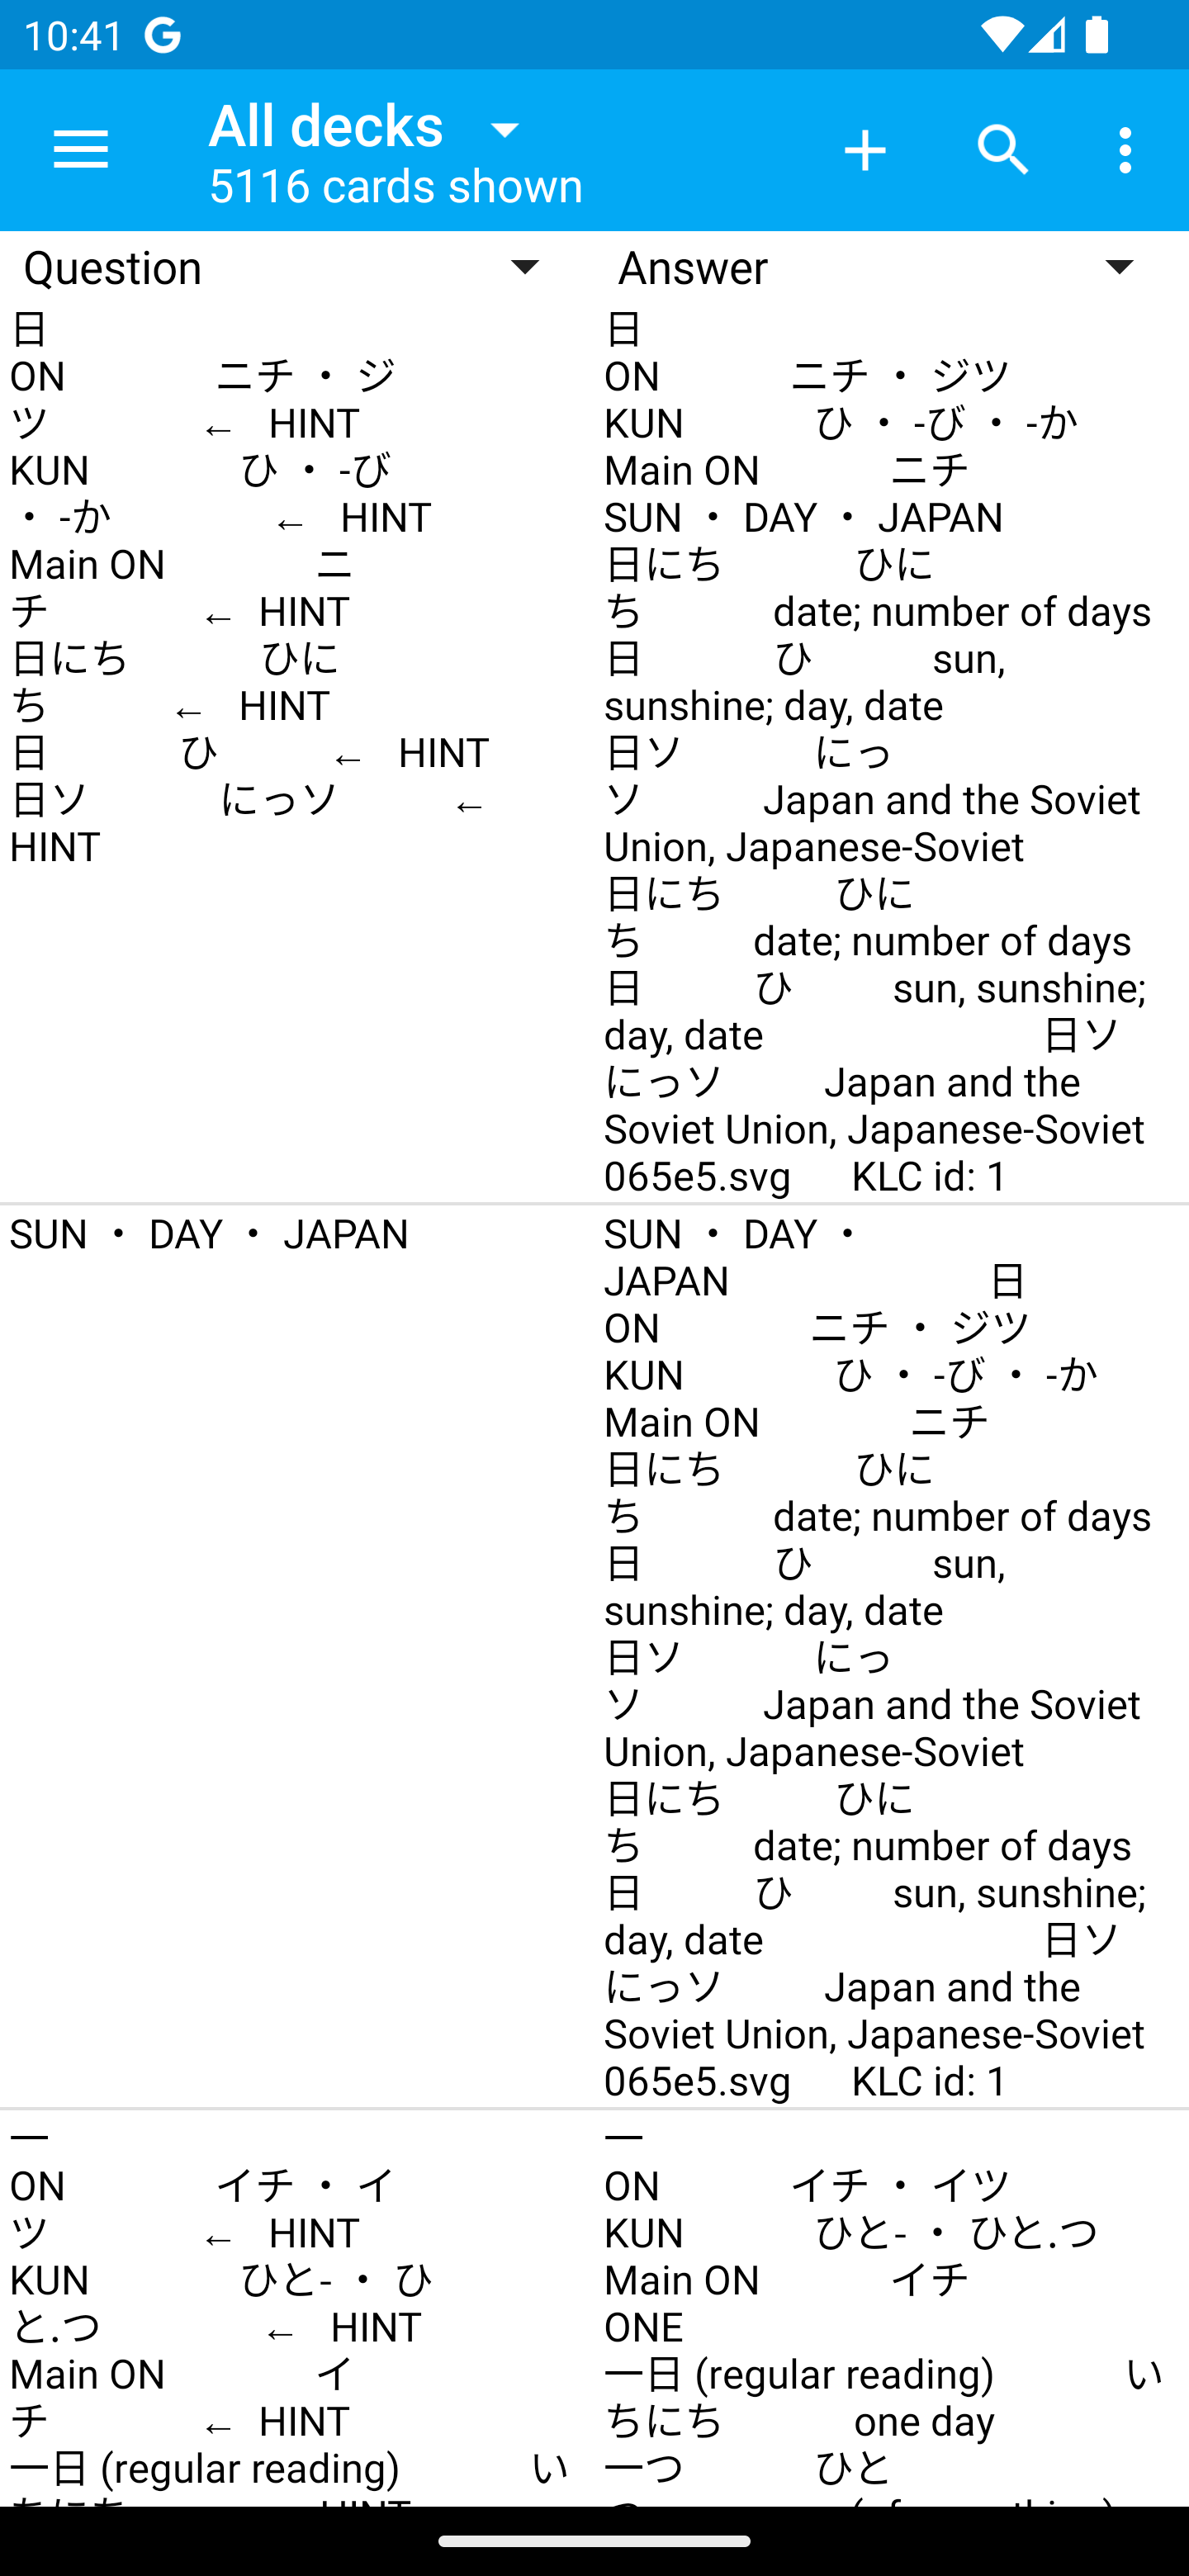 10:41
All decks
5116 cards shown
Question
Answer
日
ON ニチ ・ ジ
ツ ← HINT
KUN ひ ・ -び
・ -か ← HINT
Main ON ニ
チ ← HINT
日にち ひに
ち ← HINT
日 ひ ← HINT
日ソ にっソ ←
HINT
日
ON ニチ ・ ジツ
KUN ひ ・ -び ・ -か
Main ON ニチ
SUN ・ DAY ・ JAPAN
日にち ひに
ち date; number of days
日 ひ sun,
sunshine; day, date
日ソ にっ
ソ Japan and the Soviet
Union, Japanese-Soviet
日にち ひに
ち date; number of days
日 ひ sun, sunshine;
day, date 日ソ
にっソ Japan and the
Soviet Union, Japanese-Soviet
065e5.svg KLC id: 1
SUN ・ DAY ・ JAPAN
SUN ・ DAY ・
JAPAN 日
ON ニチ ・ ジツ
KUN ひ ・ -び ・ -か
Main ON ニチ
日にち ひに
ち date; number of days
日 ひ sun,
sunshine; day, date
日ソ にっ
ソ Japan and the Soviet
Union, Japanese-Soviet
日にち ひに
ち date; number of days
日 ひ sun, sunshine;
day, date 日ソ
にっソ Japan and the
Soviet Union, Japanese-Soviet
065e5.svg KLC id: 1
一
ON イチ ・ イ
ツ ← HINT
KUN ひと- ・ ひ
と.つ ← HINT
Main ON イ
チ ← HINT
一日 (regular reading) い
一
ON イチ ・ イツ
KUN ひと- ・ ひと.つ
Main ON イチ
ONE
一日 (regular reading) い
ちにち one day
一つ ひと